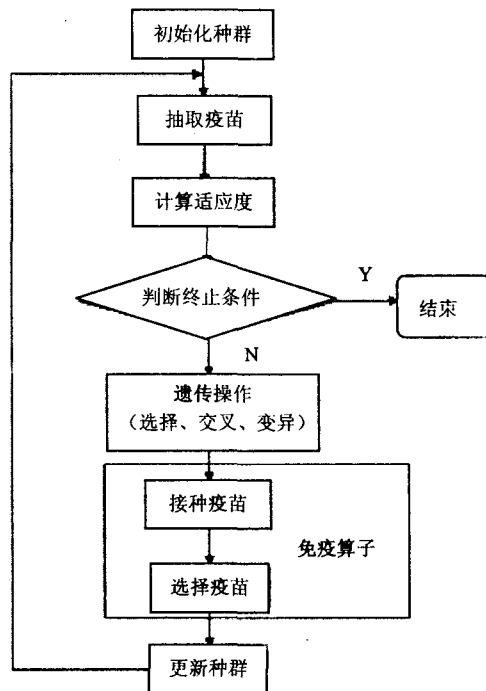 初始化种群
抽取疫苗
计算适应度
判断终止条件
Y
结束
N
遗传操作
（选择、交叉、变异）
接种疫苗
免疫算子
选择疫苗
更新种群